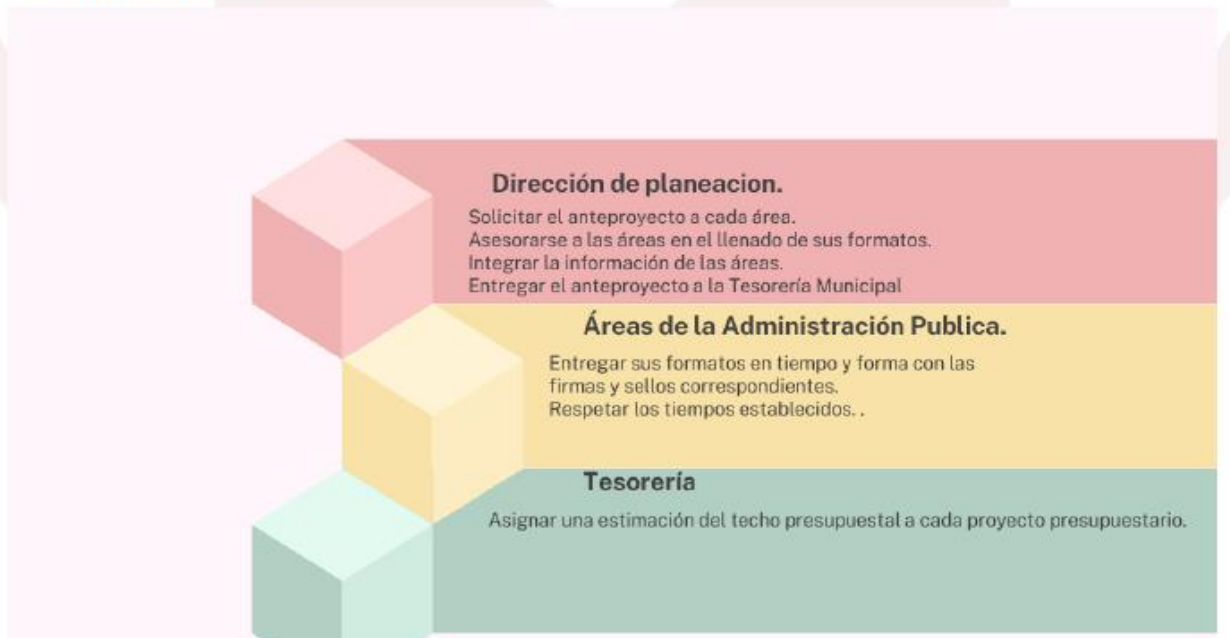 Dirección de planeacion.
Solicitar el anteproyecto a cada área.
Asesorarse a las áreas en el llenado de sus formatos.
Integrar la información de las áreas.
Entregar el anteproyecto a la Tesorería Municipal
Áreas de la Administración Publica.
Entregar sus formatos en tiempo y forma con las
firmas y sellos correspondientes.
Respetar los tiempos establecidos. .
Tesorería
Asignar una estimación del techo presupuestal a cada proyecto presupuestario.